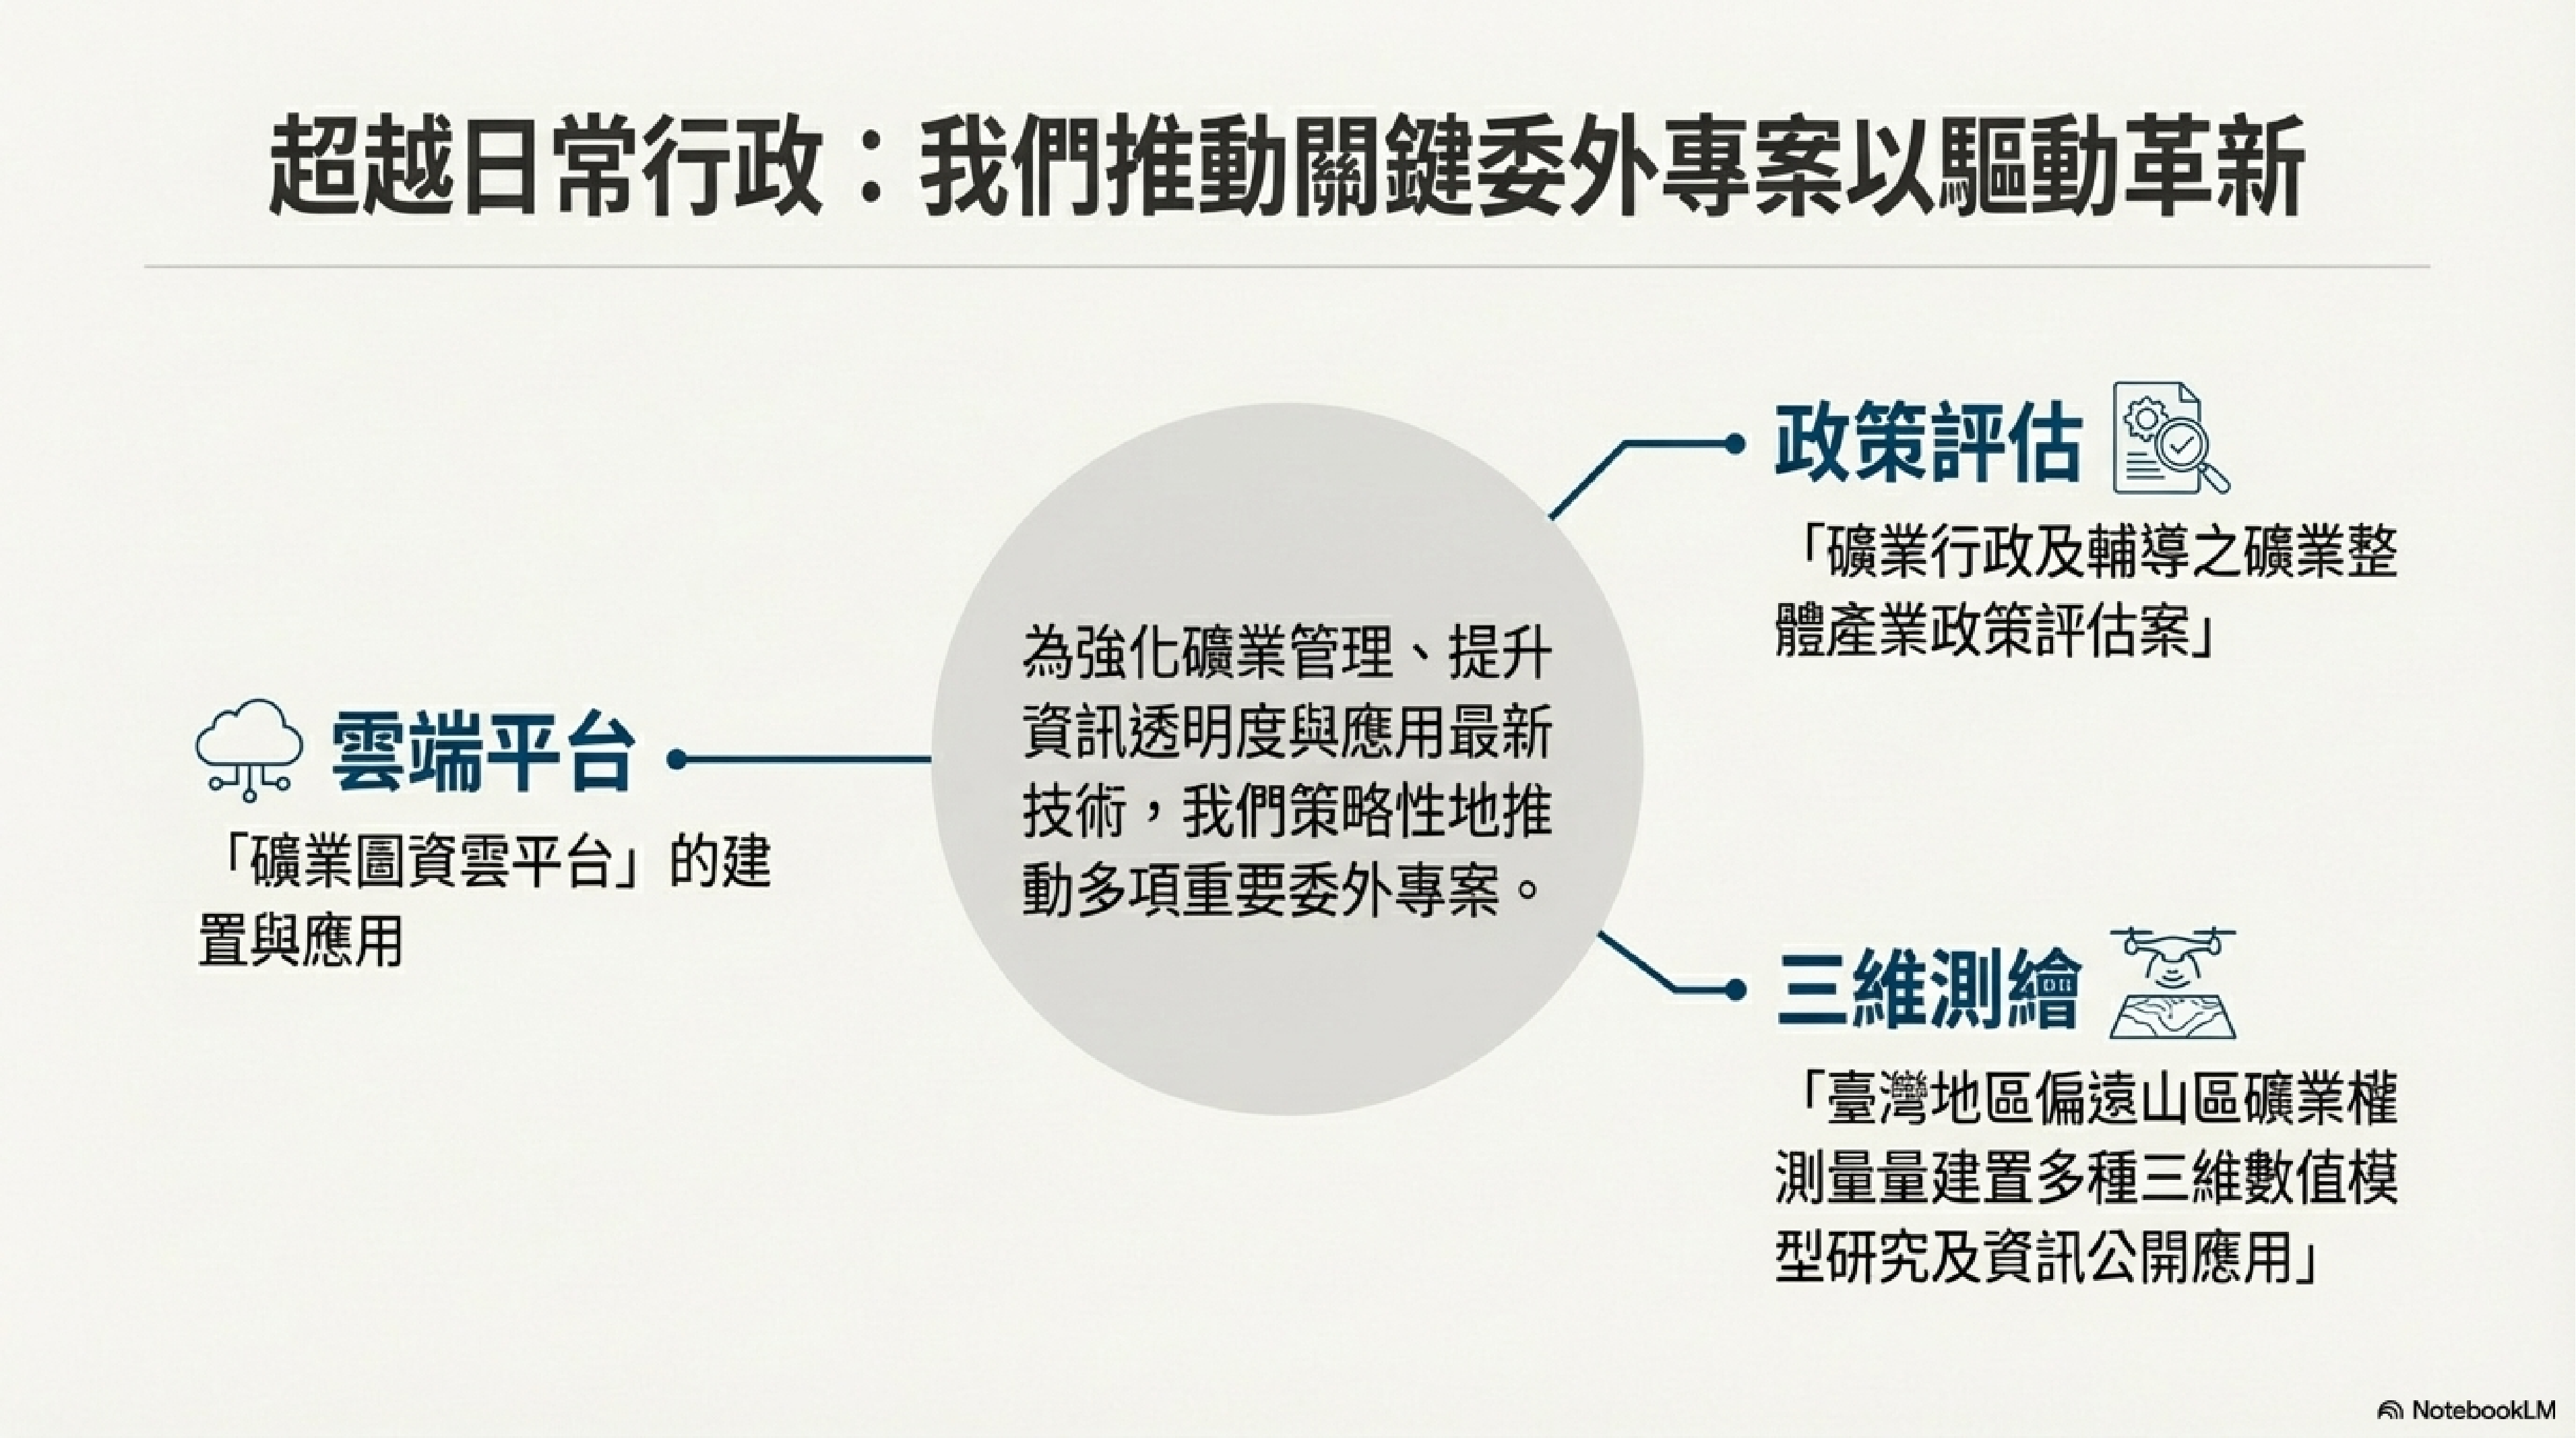 超越日常行政：我們推動關鍵委外專案以驅動革新
雲端平台
「礦業圖資雲平台」的建
置與應用
為強化礦業管理、提升
資訊透明度與應用最新
技術，我們策略性地推
動多項重要委外專案。
政策評估
「礦業行政及輔導之礦業整
體產業政策評估案」
三維測繪
「臺灣地區偏遠山區礦業權
測量量建置多種三維數值模
型研究及資訊公開應用」
NotebookLM